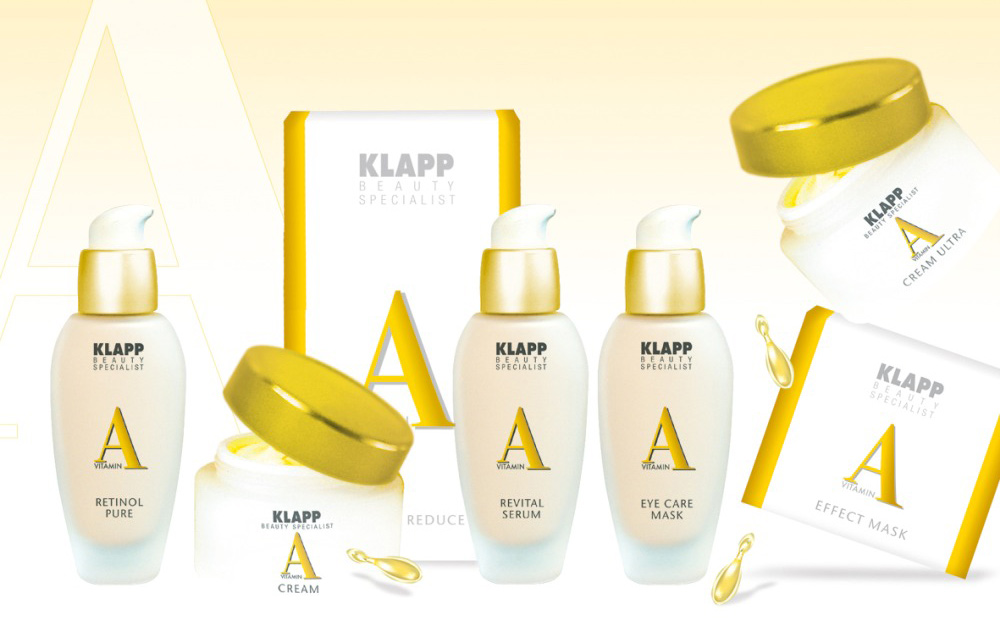 KLAPP
BEAUTY
SPECIALIST
A
REDUCE
KLAPP
BEAUTY
SPECIALIST
A
VITAMIN
RETINOL
PURE
KLAPP
BEAUTY SPECIALIST
A
VITAMIN
CREAM
KLAPP
BEAUTY
SPECIALIST
A
VITAMIN
REVITAL
SERUM
KLAPP
BEAUTY
SPECIALIST
A
VITAMIN
EYE CARE
MASK
KLAPP
BEAUTY SPECIALIST
A
VITAMIN
CREAM ULTRA
KLAPP
BEAUTY
SPECIALIST
A
VITAMIN
EFFECT MASK
A